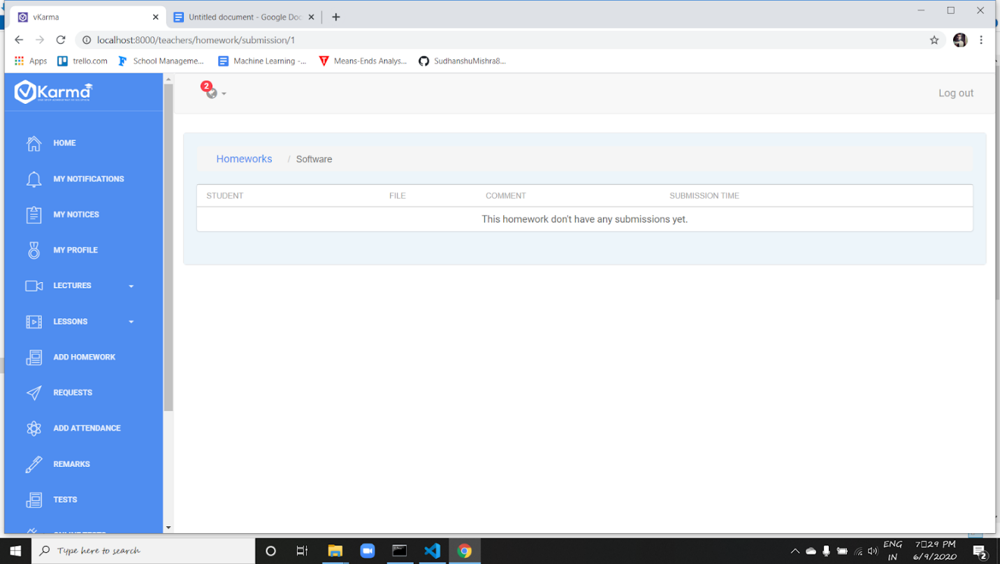 vKarma
Untitled document - Google Doc
localhost:8000/teachers/homework/submission/1
Apps
trello.com
School Manageme...
Machine Learning -...
Means-Ends Analys...
SudhanshuMishra8...
Karma
2
Log out
HOME
MY NOTIFICATIONS
MY NOTICES
MY PROFILE
LECTURES
LESSONS
ADD HOMEWORK
REQUESTS
ADD ATTENDANCE
REMARKS
TESTS
Homeworks / Software
STUDENT FILE COMMENT SUBMISSION TIME
This homework don't have any submissions yet.
Type here to search
ENG
IN
7▯29 PM
6/9/2020
2